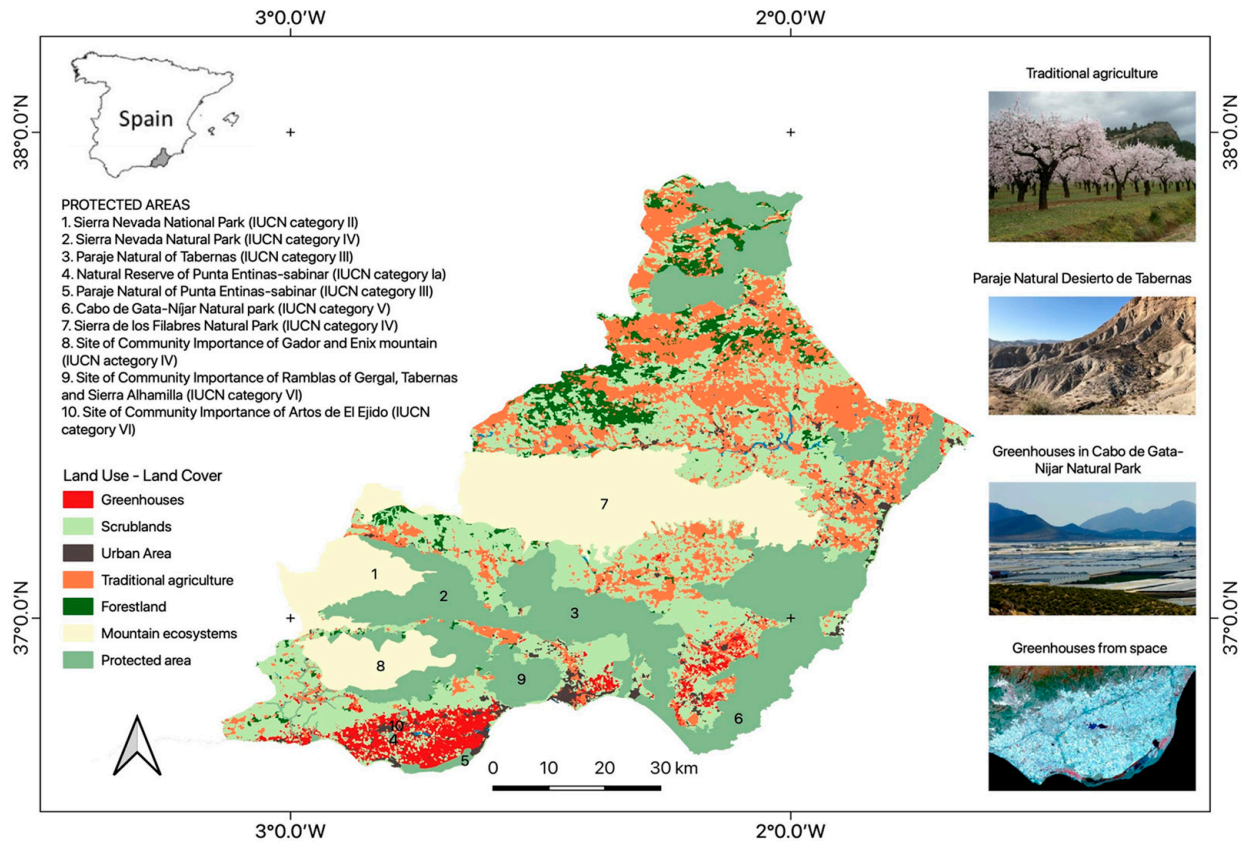 3°0.0'W 2°0.0'W
38°0.0'N
38°0.0'N
Spain
PROTECTED AREAS
1. Sierra Nevada National Park (IUCN category II)
2. Sierra Nevada Natural Park (IUCN category IV)
3. Paraje Natural of Tabernas (IUCN category III)
4. Natural Reserve of Punta Entinas-sabinar (IUCN category Ia)
5. Paraje Natural of Punta Entinas-sabinar (IUCN category III)
6. Cabo de Gata-Níjar Natural park (IUCN category V)
7. Sierra de los Filabres Natural Park (IUCN category IV)
8. Site of Community Importance of Gador and Enix mountain
(IUCN actegory IV)
9. Site of Community Importance of Ramblas of Gergal, Tabernas
and Sierra Alhamilla (IUCN category VI)
10. Site of Community Importance of Artos de El Ejido (IUCN
category VI)
Land Use - Land Cover
Greenhouses
Scrublands
Urban Area
Traditional agriculture
Forestland
Mountain ecosystems
Protected area
37°0.0'N
7
1
2
3
8
9
10
4
5
6
0 10 20 30 km
Traditional agriculture
Paraje Natural Desierto de Tabernas
Greenhouses in Cabo de Gata-
Nijar Natural Park
Greenhouses from space
37°0.0'N
3°0.0'W 2°0.0'W